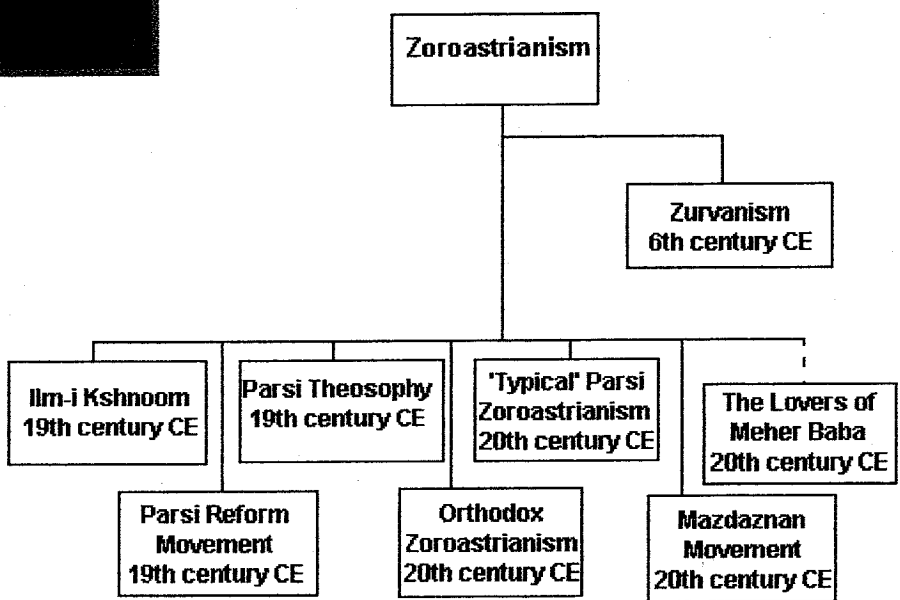 Zoroastrianism
Zurvanism
6th century CE
Ilm-i Kshnoom
19th century CE
Parsi Theosophy
19th century CE
'Typical' Parsi
Zoroastrianism
20th century CE
The Lovers of
Meher Baba
20th century CE
Parsi Reform
Movement
19th century CE
Orthodox
Zoroastrianism
20th century CE
Mazdaznan
Movement
20th century CE